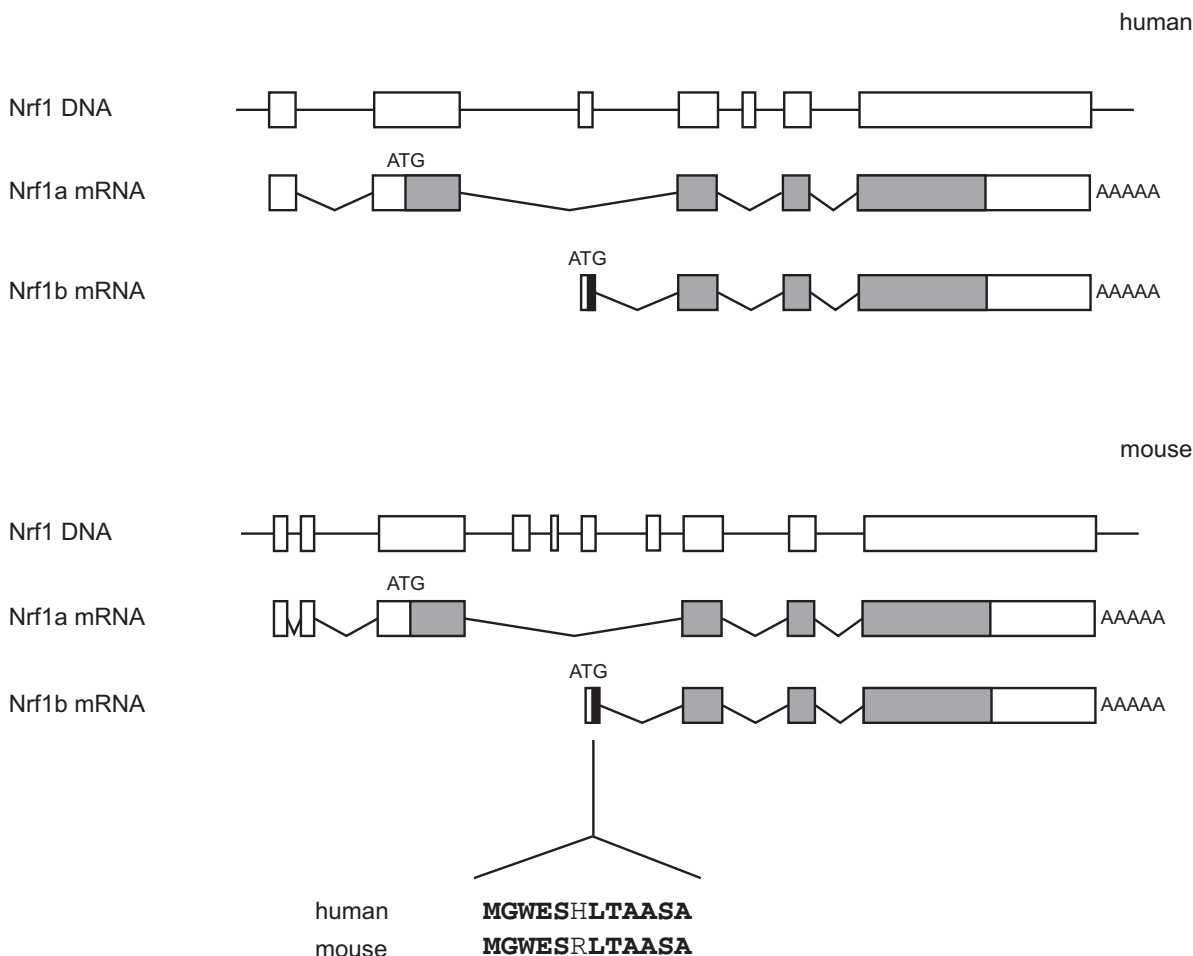 human
Nrf1 DNA
ATG
Nrf1a mRNA
AAAAA
ATG
Nrf1b mRNA
AAAAA
mouse
Nrf1 DNA
ATG
Nrf1a mRNA
AAAAA
ATG
Nrf1b mRNA
AAAAA
human MGWESHLTAASA
mouse MGWESRLTAASA